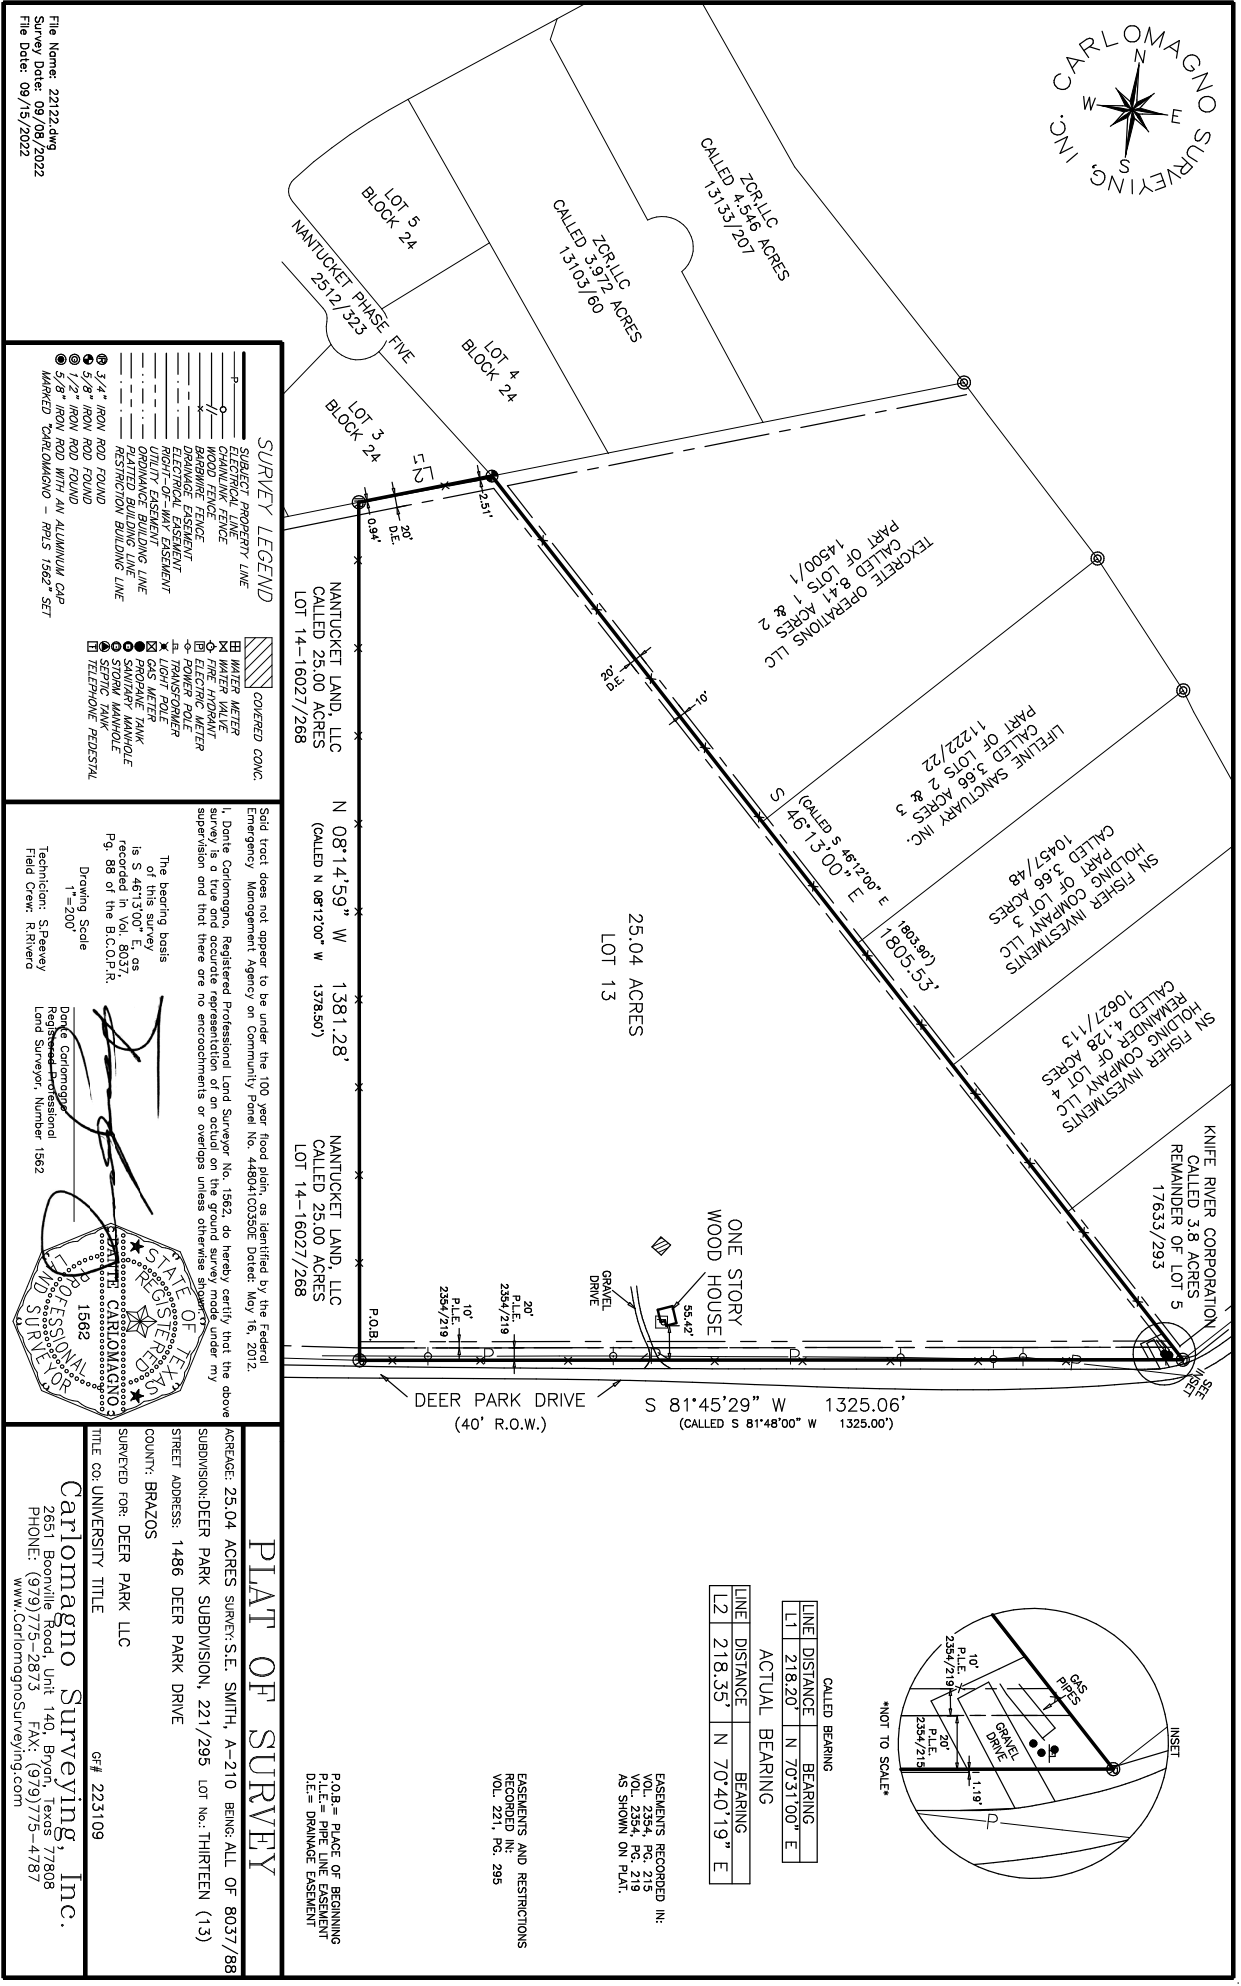 CARLOMAGNO SURVEYING, INC.
N
E
S
W
ZCR,LLC
CALLED 4.546 ACRES
13133/207
ZCR,LLC
CALLED 3.972 ACRES
13103/60
LOT 5
BLOCK 24
NANTUCKET PHASE FIVE
2512/323
LOT 4
BLOCK 24
LOT 3
BLOCK 24
L2
L1
2.51'
20'
D.E.
0.94'
TEXCRETE OPERATIONS LLC
CALLED 8.41 ACRES
PART OF LOTS 1 & 2
14500/1
LIFELINE SANCTUARY INC.
CALLED 3.66 ACRES
PART OF LOTS 2 & 3
11222/22
SN FISHER INVESTMENTS
HOLDING COMPANY LLC
PART OF LOT 3
CALLED 3.66 ACRES
10457/48
SN FISHER INVESTMENTS
HOLDING COMPANY LLC
REMAINDER OF LOT 4
CALLED 4.128 ACRES
10627/113
KNIFE RIVER CORPORATION
CALLED 3.8 ACRES
REMAINDER OF LOT 5
17633/293
20'
D.E.
10'
(CALLED S 46°12'00" E 1803.90')
S 46°13'00" E 1805.53'
25.04 ACRES
LOT 13
NANTUCKET LAND, LLC
CALLED 25.00 ACRES
LOT 14-16027/268
N 08°14'59" W 1381.28'
(CALLED N 08°12'00" W 1378.50')
NANTUCKET LAND, LLC
CALLED 25.00 ACRES
LOT 14-16027/268
ONE STORY
WOOD HOUSE
55.42'
GRAVEL
DRIVE
20'
P.L.E.
2354/219
10'
P.L.E.
2354/219
P.O.B.
P
P
P
SEE
INSET
DEER PARK DRIVE
(40' R.O.W.)
S 81°45'29" W 1325.06'
(CALLED S 81°48'00" W 1325.00')
INSET
GAS
PIPES
GRAVEL
DRIVE
10'
P.L.E.
2354/219
20'
P.L.E.
2354/215
1.19'
P
*NOT TO SCALE*
CALLED BEARING
LINE DISTANCE BEARING
L1 218.20' N 70°31'00" E
ACTUAL BEARING
LINE DISTANCE BEARING
L2 218.35' N 70°40'19" E
EASEMENTS RECORDED IN:
VOL. 2354, PG. 215
VOL. 2354, PG. 219
AS SHOWN ON PLAT.
EASEMENTS AND RESTRICTIONS
RECORDED IN:
VOL. 221, PG. 295
P.O.B.= PLACE OF BEGINNING
P.L.E.= PIPE LINE EASEMENT
D.E.= DRAINAGE EASEMENT
File Name: 22122.dwg
Survey Date: 09/08/2022
File Date: 09/15/2022
SURVEY LEGEND
SUBJECT PROPERTY LINE
P ELECTRICAL LINE
CHAINLINK FENCE
WOOD FENCE
BARBWIRE FENCE
DRAINAGE EASEMENT
ELECTRICAL EASEMENT
RIGHT-OF-WAY EASEMENT
UTILITY EASEMENT
ORDINANCE BUILDING LINE
PLATTED BUILDING LINE
RESTRICTION BUILDING LINE
3/4" IRON ROD FOUND
5/8" IRON ROD FOUND
1/2" IRON ROD FOUND
5/8" IRON ROD WITH AN ALUMINUM CAP
MARKED "CARLOMAGNO - RPLS 1562" SET
COVERED CONC.
WATER METER
WATER VALVE
FIRE HYDRANT
ELECTRIC METER
POWER POLE
TRANSFORMER
LIGHT POLE
GAS METER
PROPANE TANK
SANITARY MANHOLE
STORM MANHOLE
SEPTIC TANK
TELEPHONE PEDESTAL
Said tract does not appear to be under the 100 year flood plain, as identified by the Federal
Emergency Management Agency on Community Panel No. 448041C0350E Dated: May 16, 2012.
I, Dante Carlomagno, Registered Professional Land Surveyor No. 1562, do hereby certify that the above
survey is a true and accurate representation of an actual on the ground survey made under my
supervision and that there are no encroachments or overlaps unless otherwise shown.
The bearing basis
of this survey
is S 46°13'00" E, as
recorded in Vol. 8037,
Pg. 88 of the B.C.O.P.R.
Drawing Scale
1"=200'
Technician: S.Peevey
Field Crew: R.Rivera
Dante Carlomagno
Registered Professional
Land Surveyor, Number 1562
STATE OF TEXAS
REGISTERED
DANTE CARLOMAGNO
1562
PROFESSIONAL
LAND SURVEYOR
PLAT OF SURVEY
ACREAGE: 25.04 ACRES SURVEY: S.E. SMITH, A-210 BEING: ALL OF 8037/88
SUBDIVISION:DEER PARK SUBDIVISION, 221/295 LOT No.: THIRTEEN (13)
STREET ADDRESS: 1486 DEER PARK DRIVE
COUNTY: BRAZOS
SURVEYED FOR: DEER PARK LLC
TITLE CO: UNIVERSITY TITLE GF# 223109
Carlomagno Surveying, Inc.
2651 Boonville Road, Unit 140, Bryan, Texas 77808
PHONE: (979)775-2873 FAX: (979)775-4787
www.CarlomagnoSurveying.com